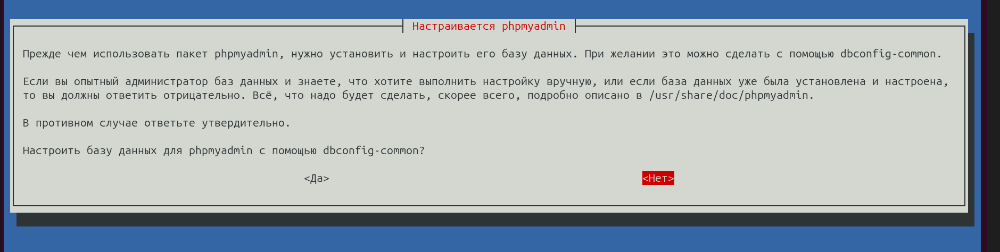 Настраивается phpmyadmin
Прежде чем использовать пакет phpmyadmin, нужно установить и настроить его базу данных. При желании это можно сделать с помощью dbconfig-common.
Если вы опытный администратор баз данных и знаете, что хотите выполнить настройку вручную, или если база данных уже была установлена и настроена,
то вы должны ответить отрицательно. Всё, что надо будет сделать, скорее всего, подробно описано в /usr/share/doc/phpmyadmin.
В противном случае ответьте утвердительно.
Настроить базу данных для phpmyadmin с помощью dbconfig-common?
<Да> <Нет>